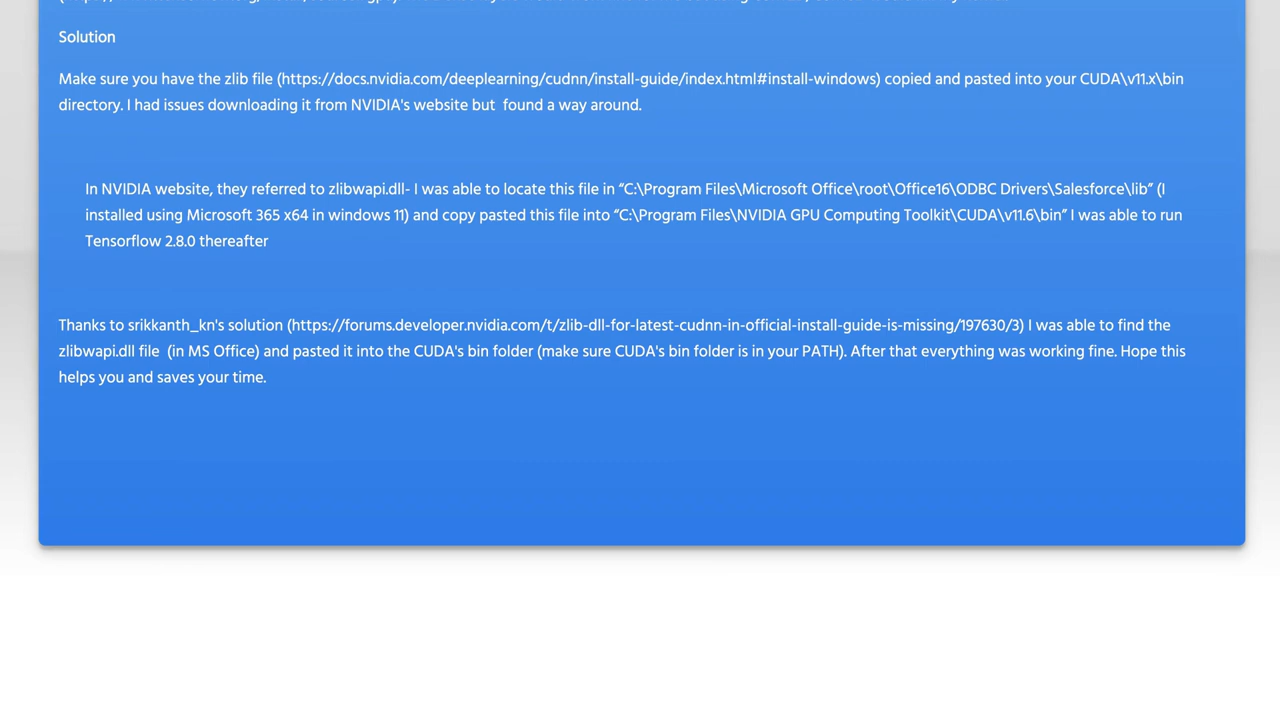 Solution
Make sure you have the zlib file (https://docs.nvidia.com/deeplearning/cudnn/install-guide/index.html#install-windows) copied and pasted into your CUDA\v11.x\bin
directory. I had issues downloading it from NVIDIA's website but  found a way around.
In NVIDIA website, they referred to zlibwapi.dll- I was able to locate this file in “C:\Program Files\Microsoft Office\root\Office16\ODBC Drivers\Salesforce\lib” (I
installed using Microsoft 365 x64 in windows 11) and copy pasted this file into “C:\Program Files\NVIDIA GPU Computing Toolkit\CUDA\v11.6\bin” I was able to run
Tensorflow 2.8.0 thereafter
Thanks to srikkanth_kn's solution (https://forums.developer.nvidia.com/t/zlib-dll-for-latest-cudnn-in-official-install-guide-is-missing/197630/3) I was able to find the
zlibwapi.dll file  (in MS Office) and pasted it into the CUDA's bin folder (make sure CUDA's bin folder is in your PATH). After that everything was working fine. Hope this
helps you and saves your time.